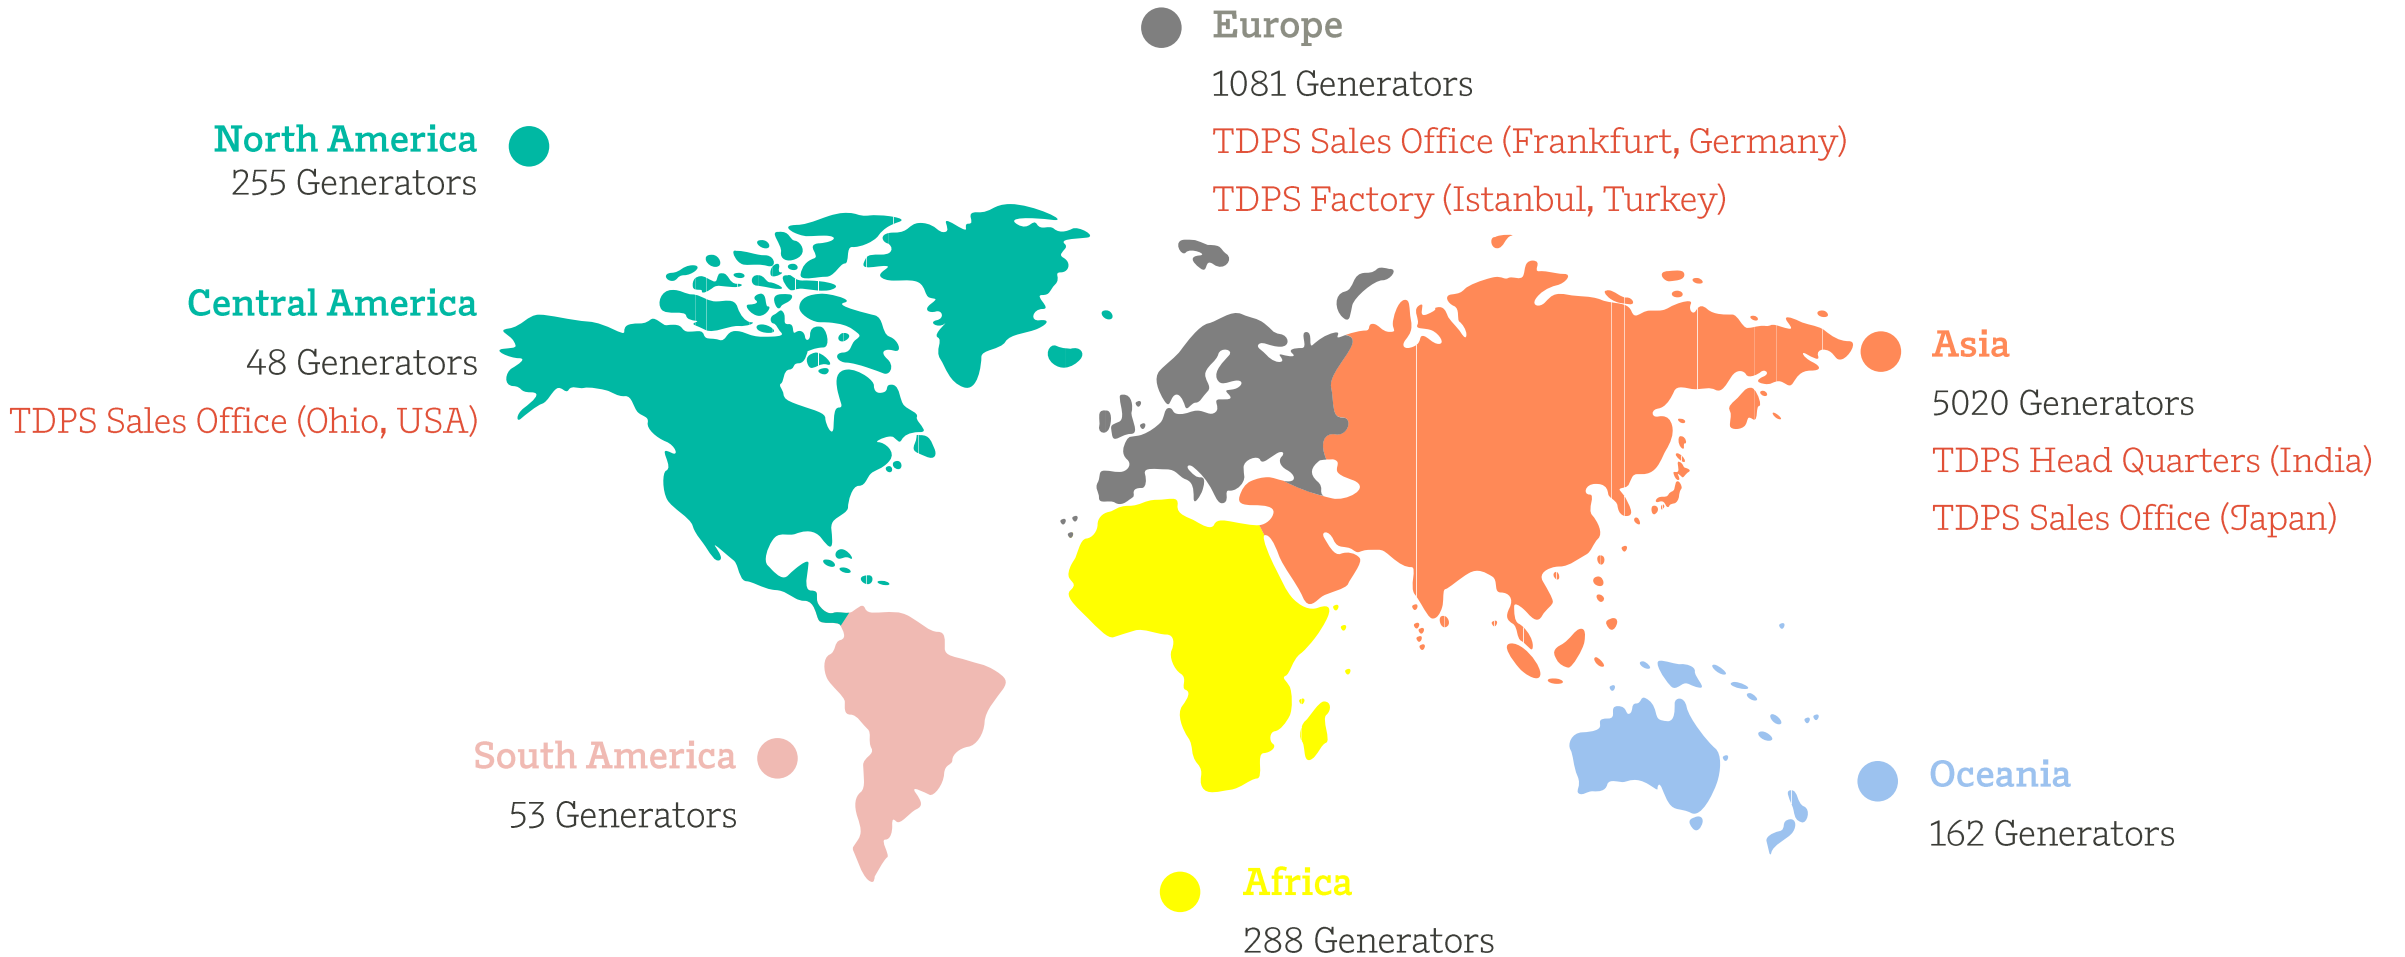 Europe
1081 Generators
TDPS Sales Office (Frankfurt, Germany)
TDPS Factory (Istanbul, Turkey)
North America
255 Generators
Central America
48 Generators
TDPS Sales Office (Ohio, USA)
Asia
5020 Generators
TDPS Head Quarters (India)
TDPS Sales Office (Japan)
South America
53 Generators
Oceania
162 Generators
Africa
288 Generators